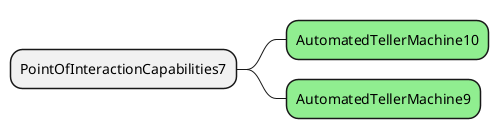 AutomatedTellerMachine10
PointOfInteractionCapabilities7
AutomatedTellerMachine9